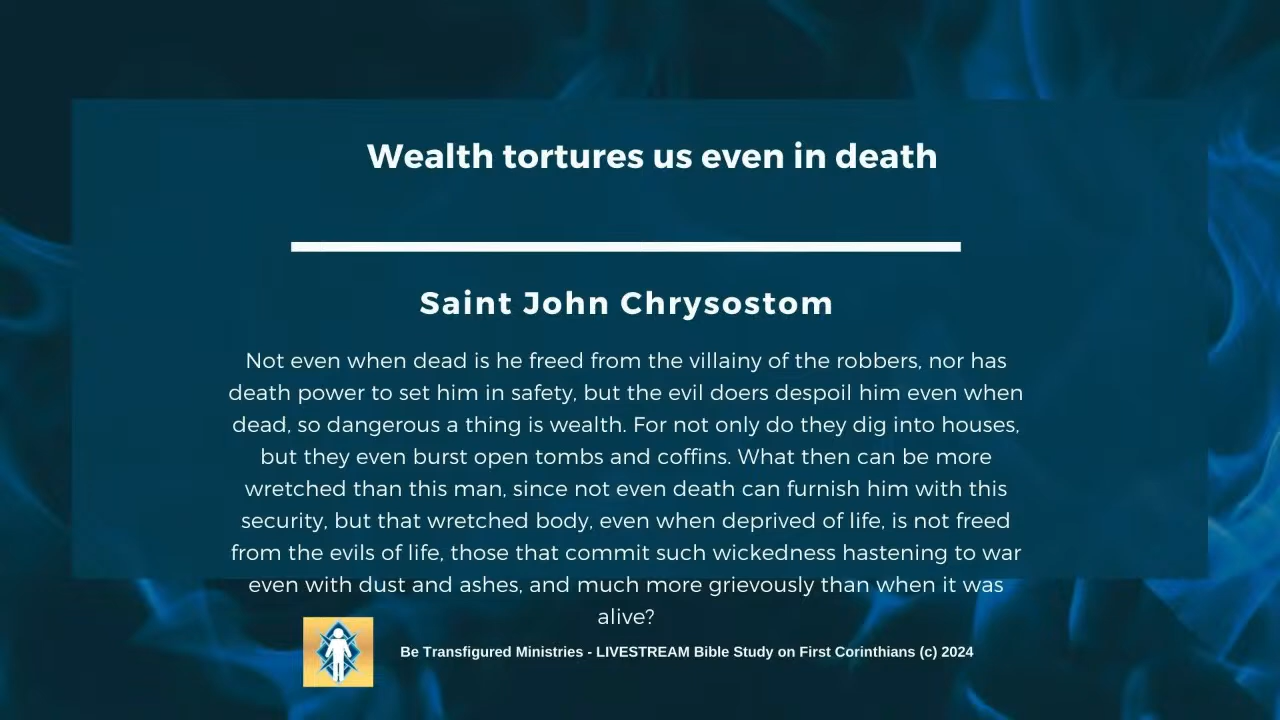 Wealth tortures us even in death
Saint John Chrysostom
Not even when dead is he freed from the villainy of the robbers, nor has
death power to set him in safety, but the evil doers despoil him even when
dead, so dangerous a thing is wealth. For not only do they dig into houses,
but they even burst open tombs and coffins. What then can be more
wretched than this man, since not even death can furnish him with this
security, but that wretched body, even when deprived of life, is not freed
from the evils of life, those that commit such wickedness hastening to war
even with dust and ashes, and much more grievously than when it was
alive?
Be Transfigured Ministries - LIVESTREAM Bible Study on First Corinthians (c) 2024